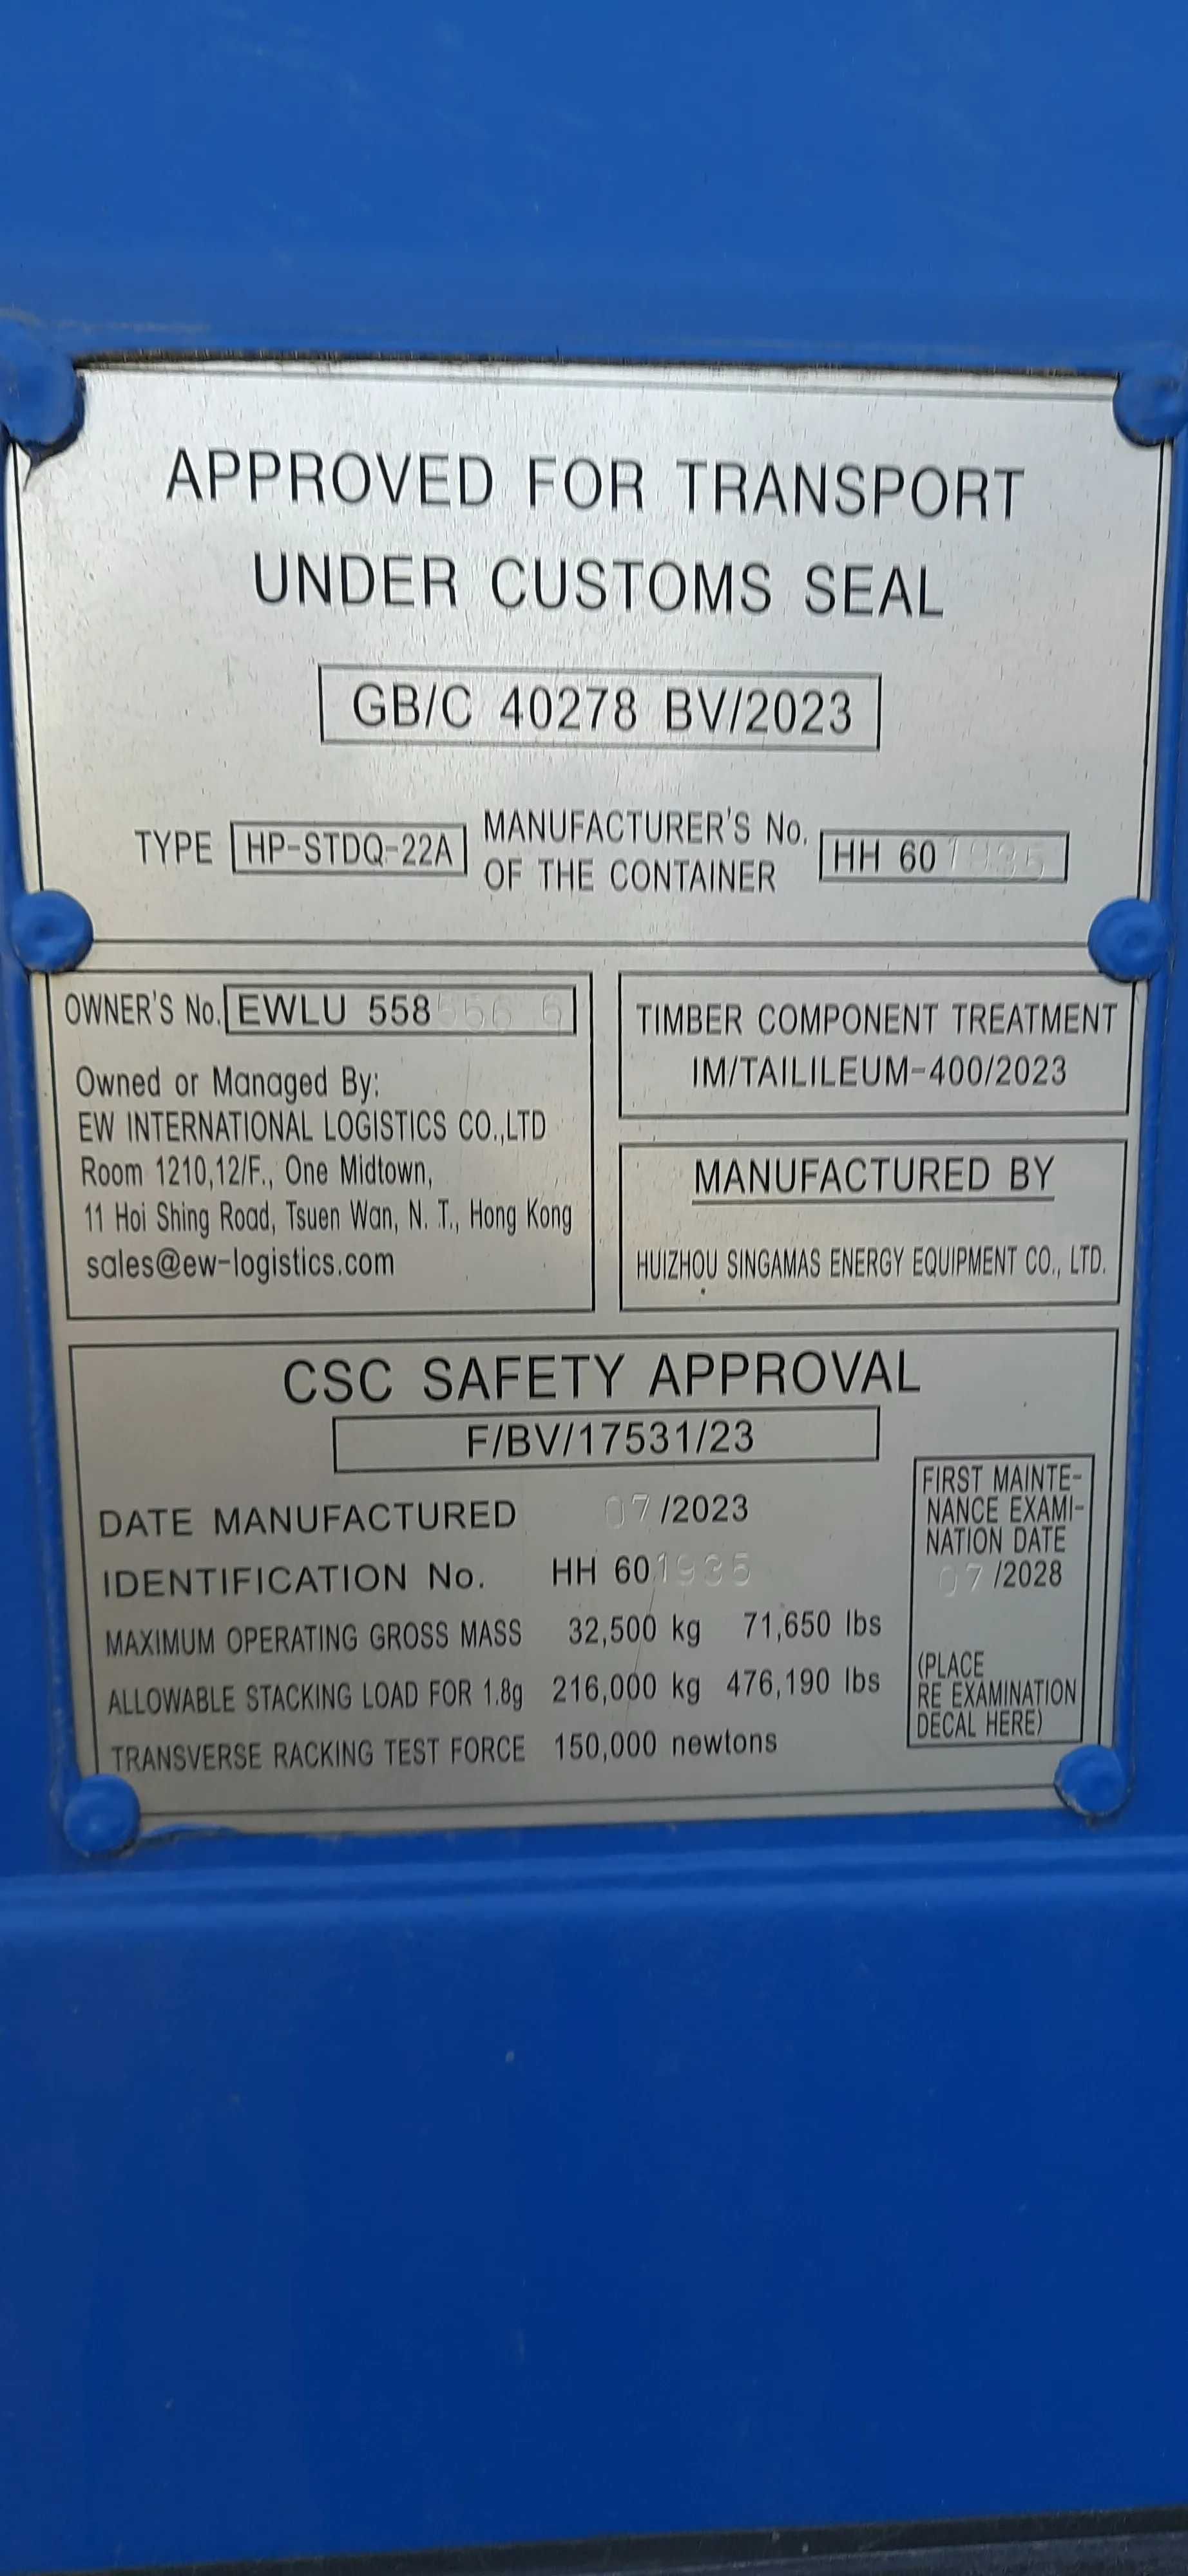 APPROVED FOR TRANSPORT
UNDER CUSTOMS SEAL
GB/C 40278 BV/2023
TYPE HP-STDQ-22A MANUFACTURER'S No. OF THE CONTAINER HH 601935
OWNER'S No. EWLU 558556 6
Owned or Managed By:
EW INTERNATIONAL LOGISTICS CO.,LTD
Room 1210,12/F., One Midtown,
11 Hoi Shing Road, Tsuen Wan, N. T., Hong Kong
sales@ew-logistics.com
TIMBER COMPONENT TREATMENT
IM/TAILILEUM-400/2023
MANUFACTURED BY
HUIZHOU SINGAMAS ENERGY EQUIPMENT CO., LTD.
CSC SAFETY APPROVAL
F/BV/17531/23
DATE MANUFACTURED 07/2023
IDENTIFICATION No. HH 601935
MAXIMUM OPERATING GROSS MASS 32,500 kg 71,650 lbs
ALLOWABLE STACKING LOAD FOR 1.8g 216,000 kg 476,190 lbs
TRANSVERSE RACKING TEST FORCE 150,000 newtons
FIRST MAINTE-
NANCE EXAMI-
NATION DATE
07/2028
(PLACE
RE EXAMINATION
DECAL HERE)